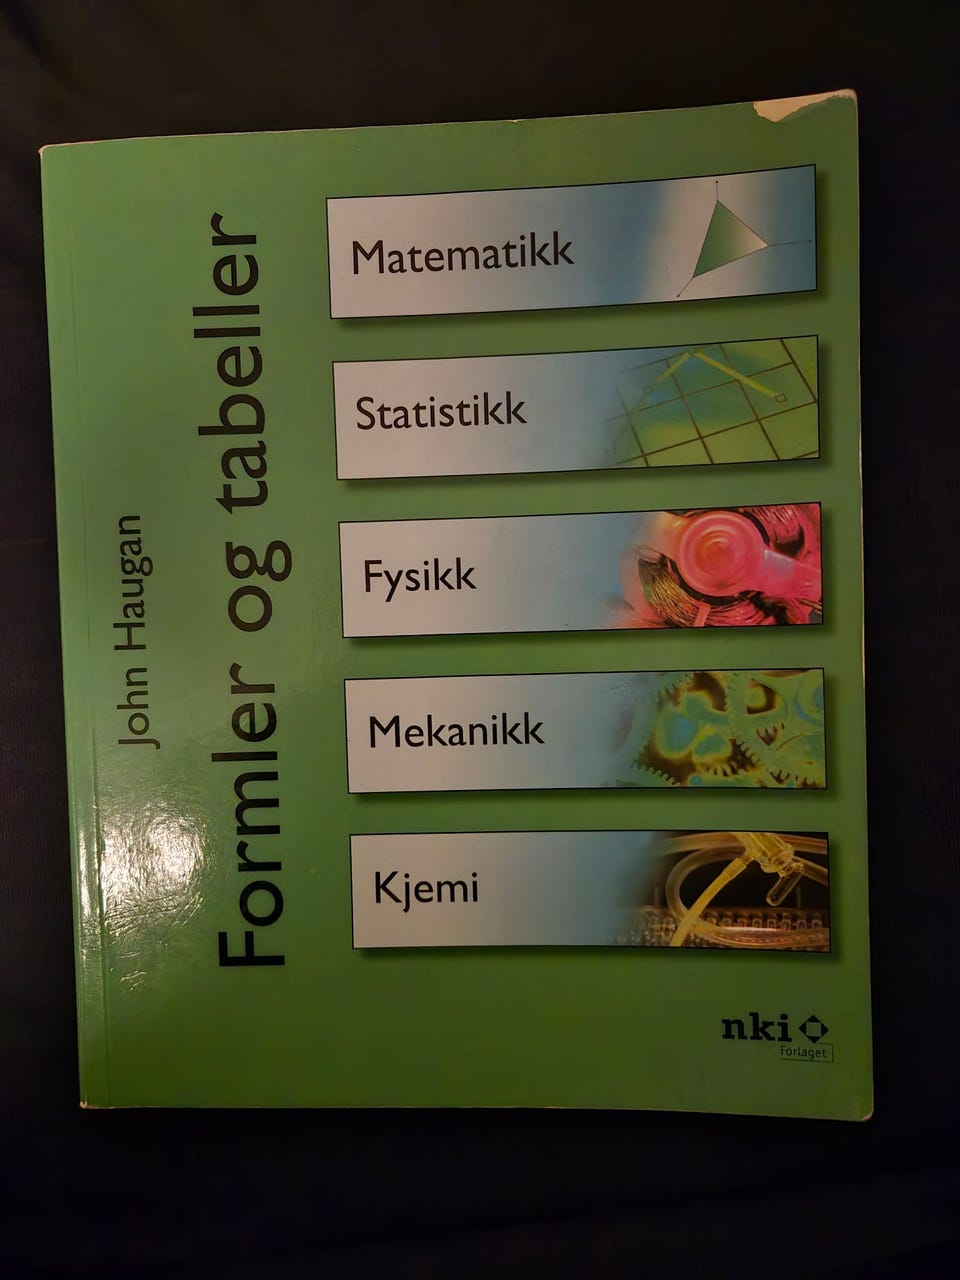 John Haugan
Formler og tabeller
Matematikk
Statistikk
Fysikk
Mekanikk
Kjemi
nki
Forlaget